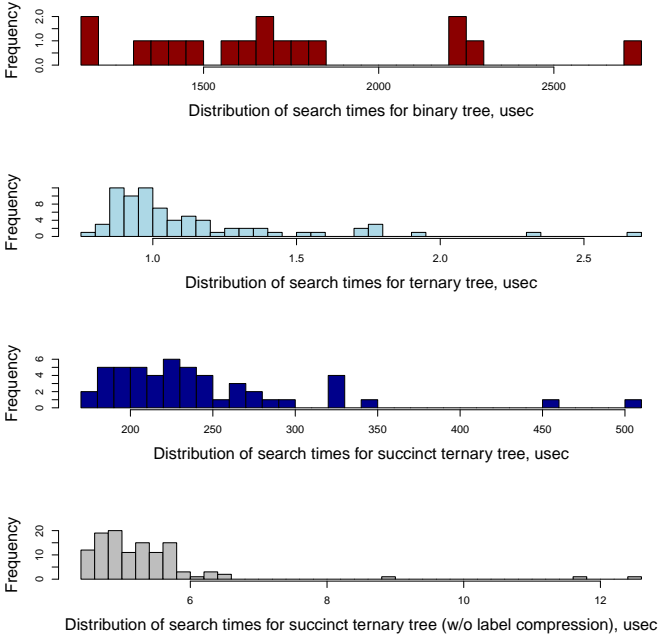 Frequency
2.0
1.0
0.0
1500 2000 2500
Distribution of search times for binary tree, usec
Frequency
8
4
0
1.0 1.5 2.0 2.5
Distribution of search times for ternary tree, usec
Frequency
6
4
2
0
200 250 300 350 400 450 500
Distribution of search times for succinct ternary tree, usec
Frequency
20
10
0
6 8 10 12
Distribution of search times for succinct ternary tree (w/o label compression), usec